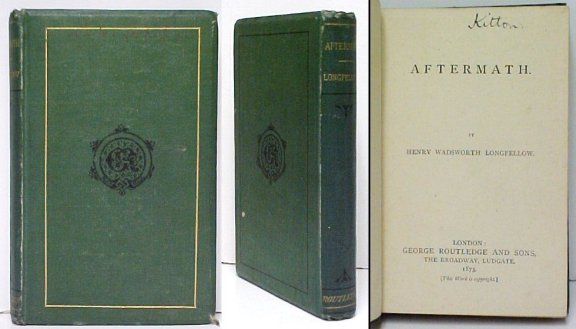 AFTERMATH
LONGFELLOW
ROUTLEDGE
Kitton
AFTERMATH.
BY
HENRY WADSWORTH LONGFELLOW.
LONDON:
GEORGE ROUTLEDGE AND SONS,
THE BROADWAY, LUDGATE.
1873.
[This Work is copyright.]